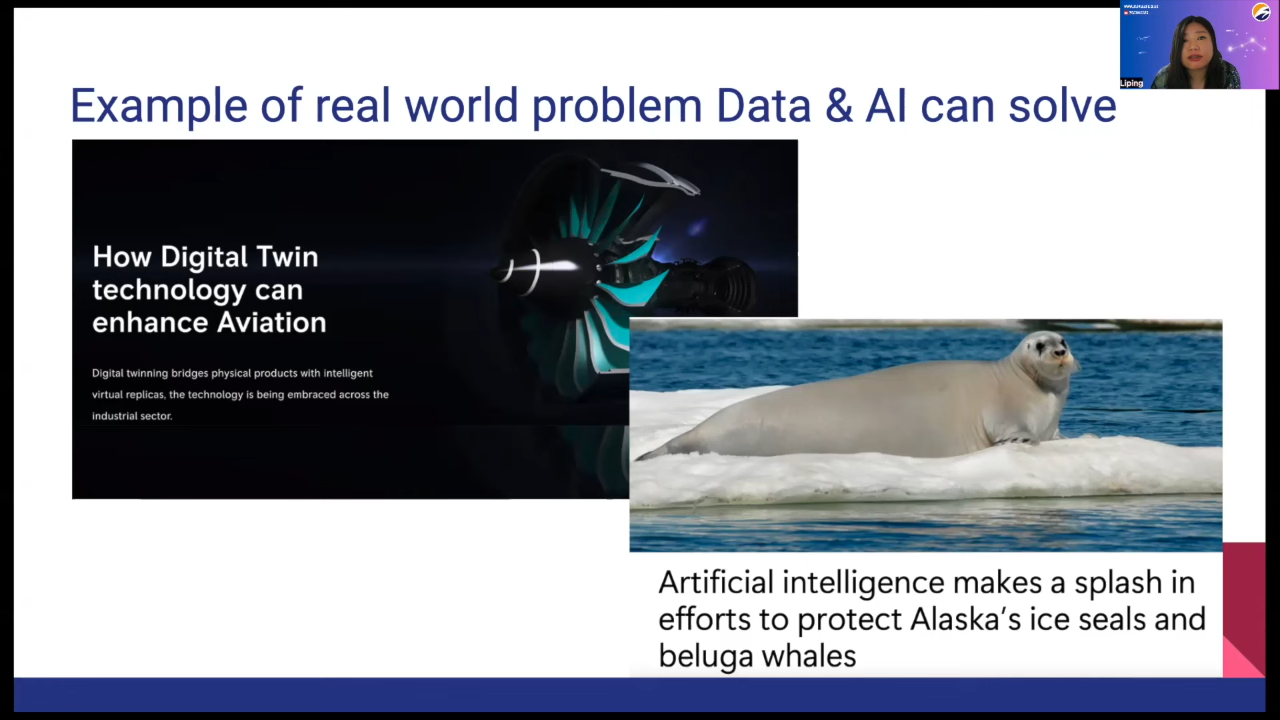 Example of real world problem Data & AI can solve
How Digital Twin
technology can
enhance Aviation
Digital twinning bridges physical products with intelligent
virtual replicas, the technology is being embraced across the
industrial sector.
Artificial intelligence makes a splash in
efforts to protect Alaska's ice seals and
beluga whales
Liping